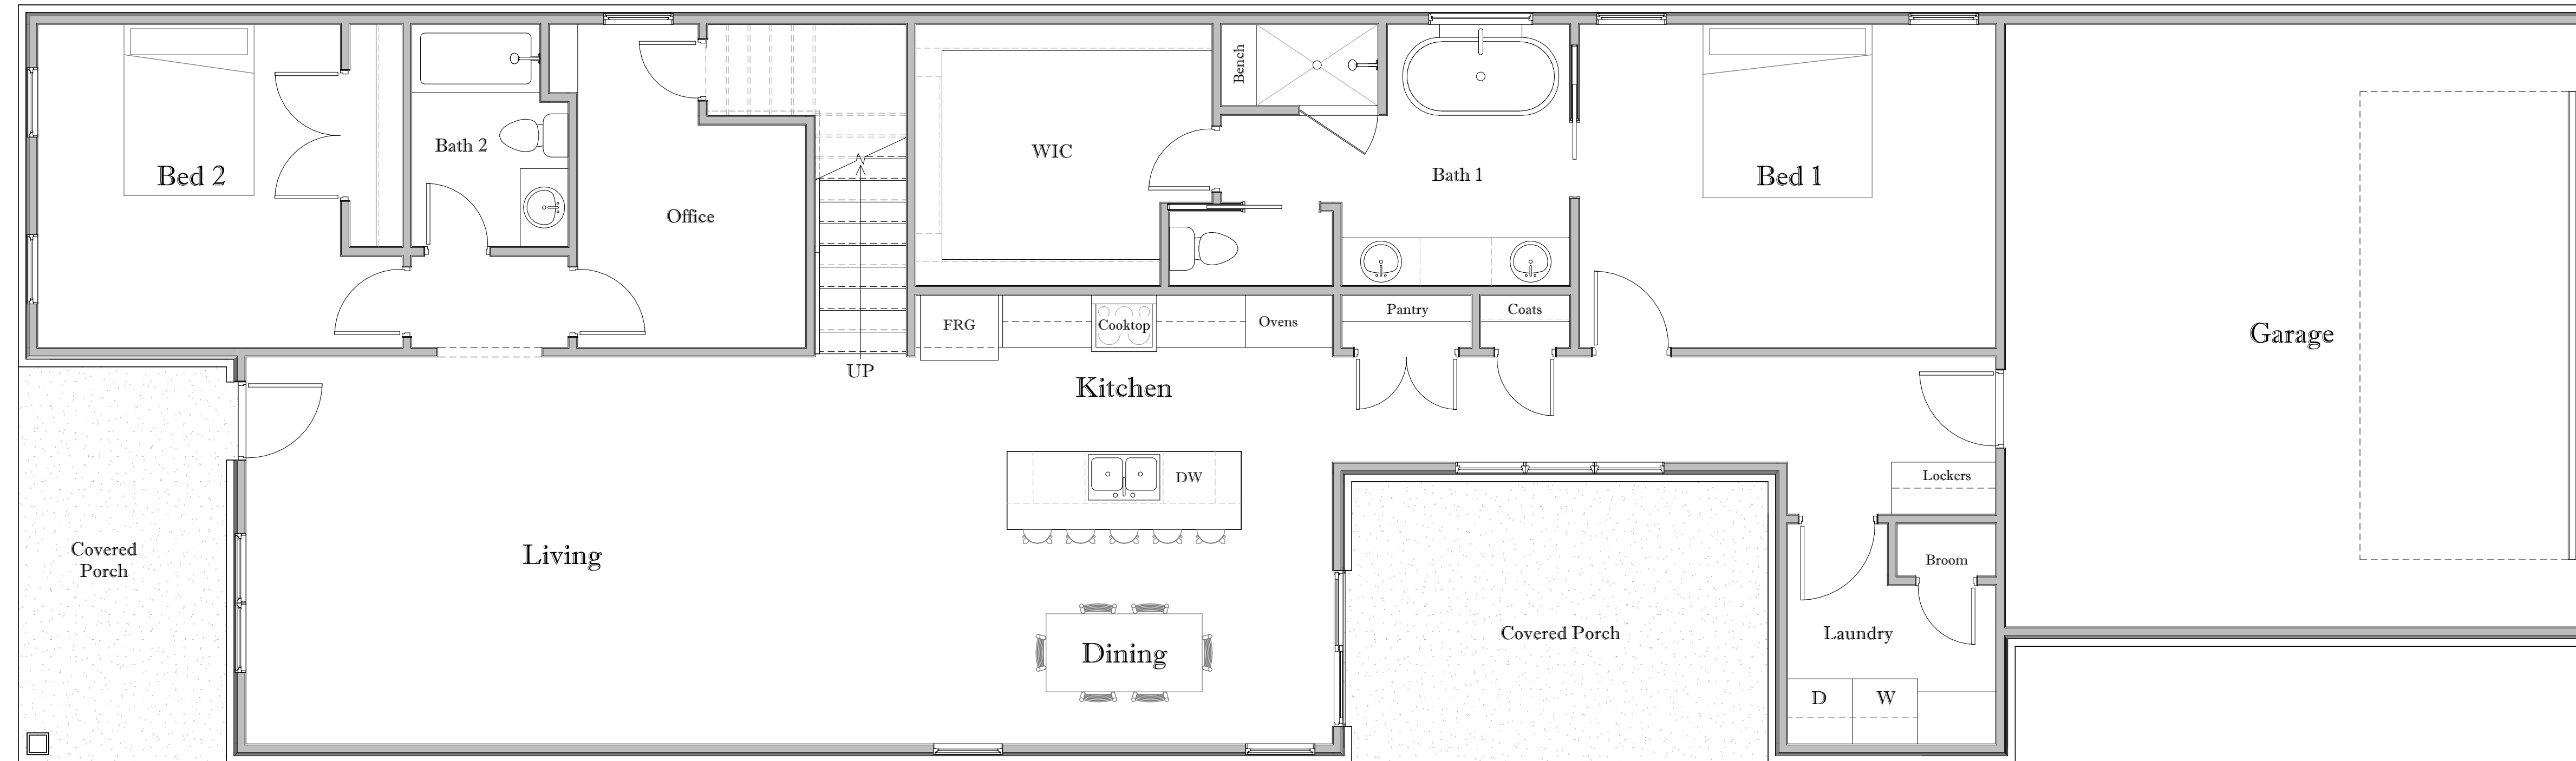 Bench
Bath 2
WIC
Bed 2
Bath 1
Bed 1
Office
Pantry
Coats
FRG
Cooktop
Ovens
Garage
UP
Kitchen
DW
Lockers
Covered
Porch
Living
Broom
Covered Porch
Laundry
Dining
D
W